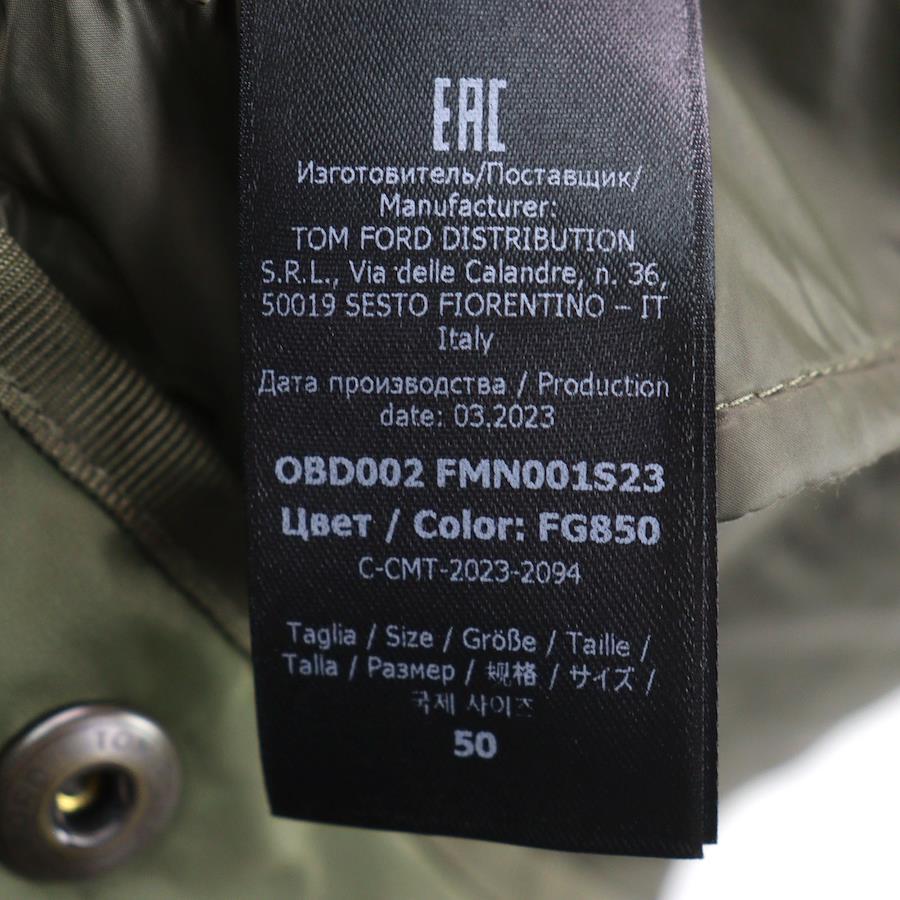 EAC
Изготовитель/Поставщик/
Manufacturer:
TOM FORD DISTRIBUTION
S.R.L., Via delle Calandre, n. 36,
50019 SESTO FIORENTINO – IT
Italy
Дата производства / Production
date: 03.2023
OBD002 FMN001S23
Цвет / Color: FG850
C-CMT-2023-2094
Taglia / Size / Größe / Taille /
Talla / Размер / 规格 / サイズ /
국제 사이즈
50
TOM